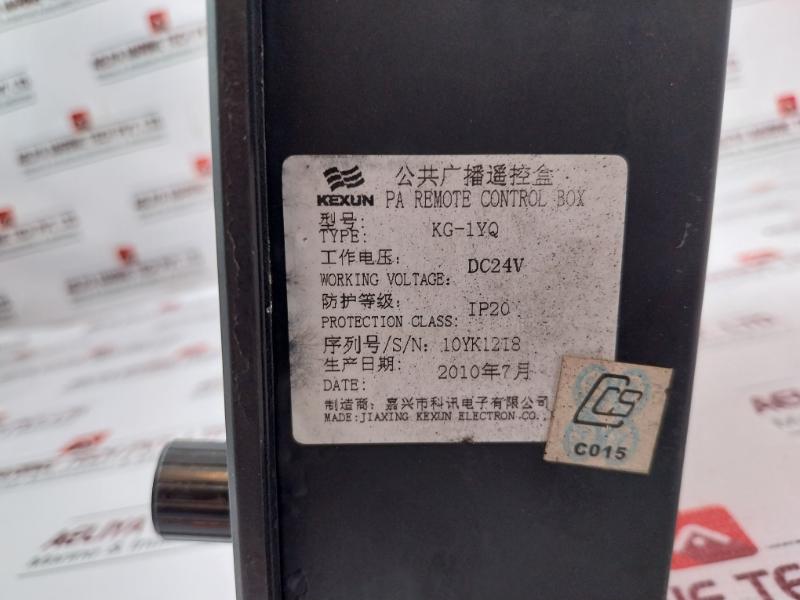 KEXUN
公共广播遥控盒
PA REMOTE CONTROL BOX
型号:
TYPE: KG-1YQ
工作电压:
WORKING VOLTAGE: DC24V
防护等级:
PROTECTION CLASS: IP20
序列号/S/N: 10YK1218
生产日期:
DATE: 2010年7月
制造商: 嘉兴市科讯电子有限
MADE:JIAXING KEXUN ELECTRON.CO.,
CCS
C015